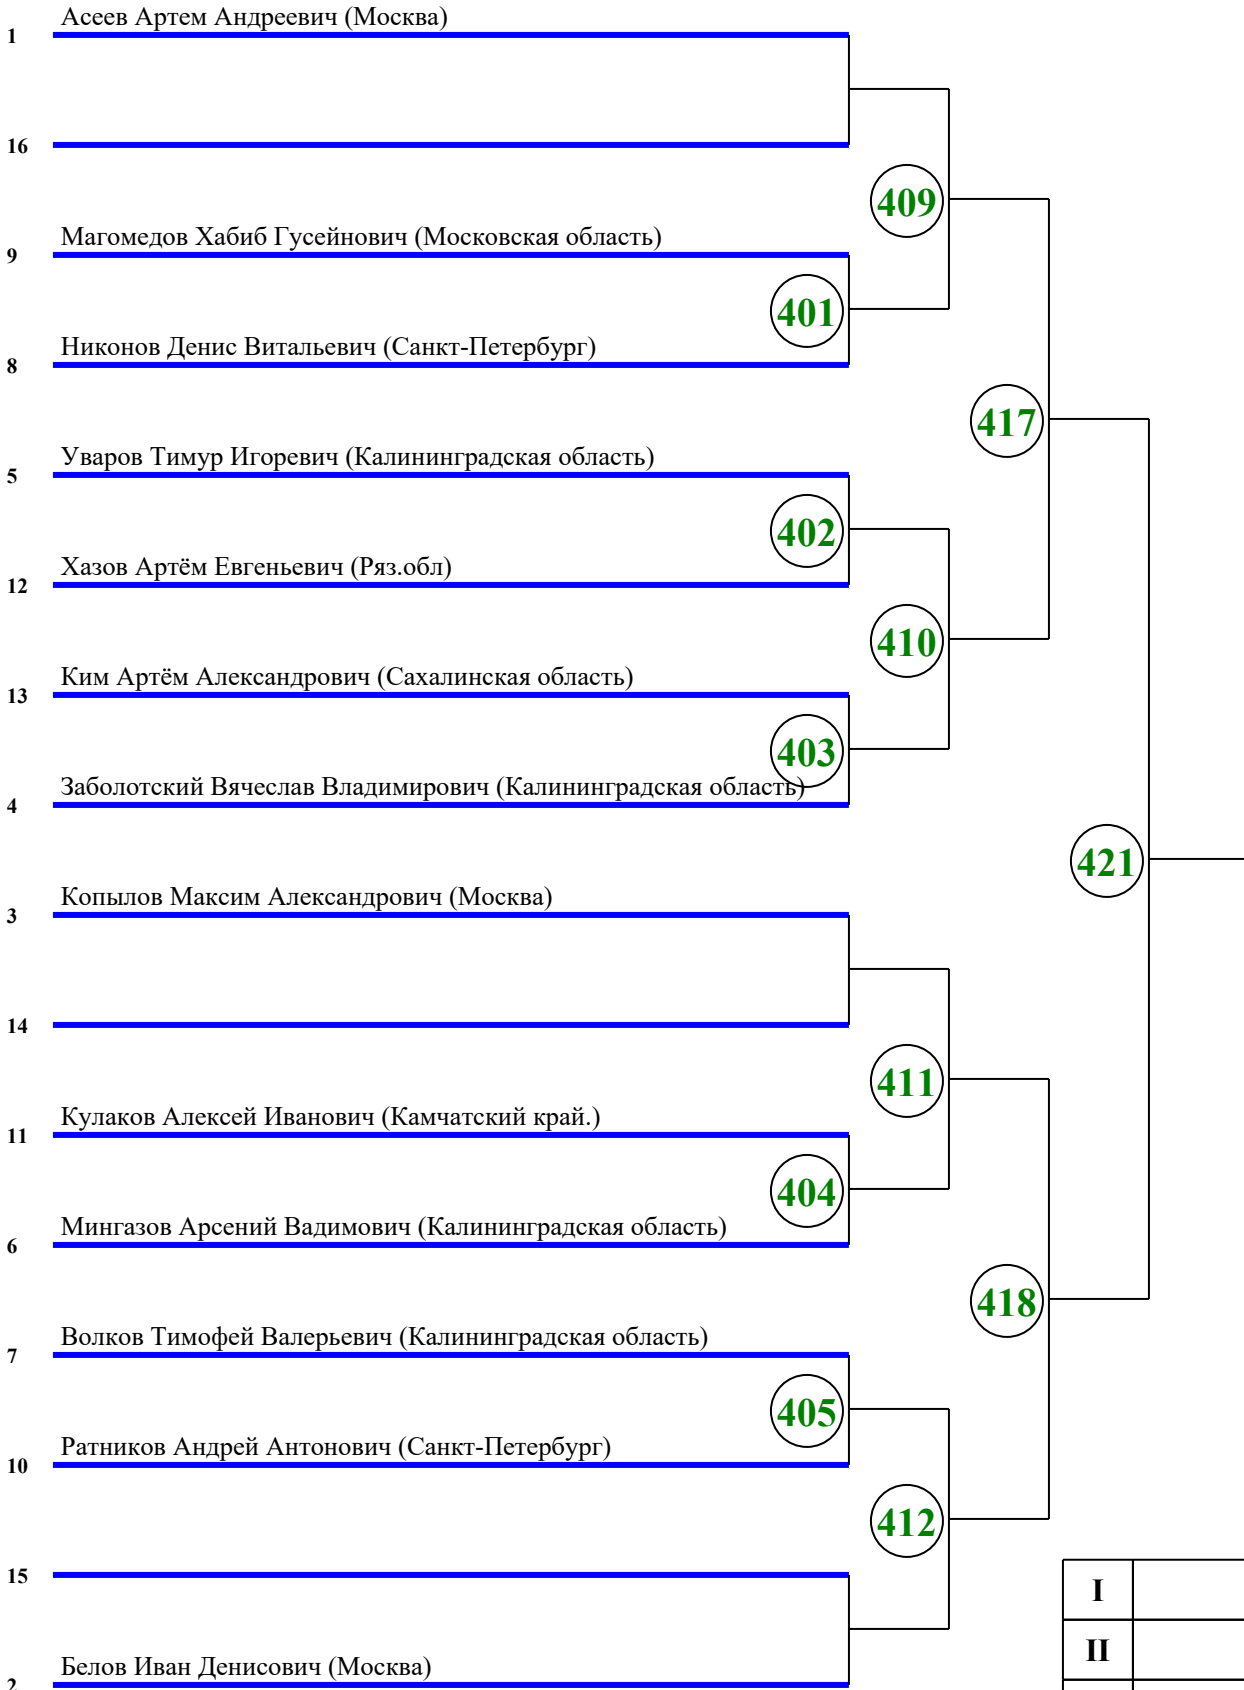 Асеев Артем Андреевич (Москва)
1
16
409
Магомедов Хабиб Гусейнович (Московская область)
9
401
Никонов Денис Витальевич (Санкт-Петербург)
8
417
Уваров Тимур Игоревич (Калининградская область)
5
402
Хазов Артём Евгеньевич (Ряз.обл)
12
410
Ким Артём Александрович (Сахалинская область)
13
403
Заболотский Вячеслав Владимирович (Калининградская область)
4
421
Копылов Максим Александрович (Москва)
3
14
411
Кулаков Алексей Иванович (Камчатский край.)
11
404
Мингазов Арсений Вадимович (Калининградская область)
6
418
Волков Тимофей Валерьевич (Калининградская область)
7
405
Ратников Андрей Антонович (Санкт-Петербург)
10
412
15
I
II
Белов Иван Денисович (Москва)
2